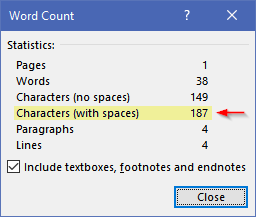 Word Count
Statistics:
Pages 1
Words 38
Characters (no spaces) 149
Characters (with spaces) 187
Paragraphs 4
Lines 4
Include textboxes, footnotes and endnotes
Close